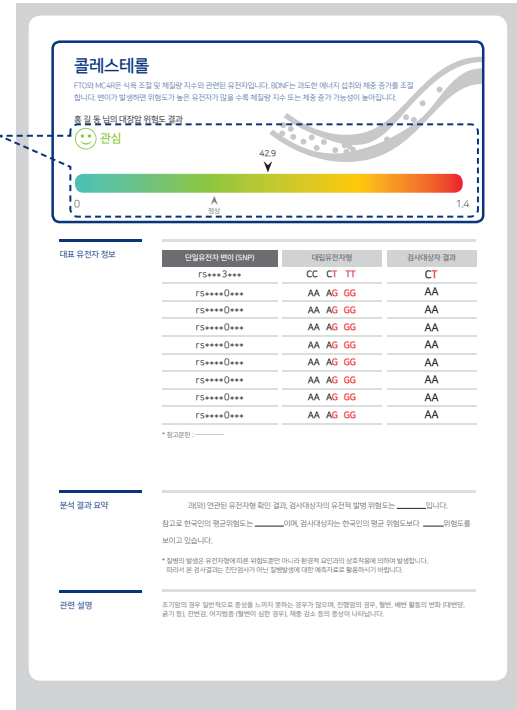 콜레스테롤
FTO와 MC4R은 식욕 조절 및 체질량 지수와 관련된 유전자입니다. BDNF는 과도한 에너지 섭취와 체중 증가를 조절
합니다. 변이가 발생하면 위험도가 높은 유전자가 많을 수록 체질량 지수 또는 체중 증가 가능성이 높아집니다.
홍 길 동 님의 대장암 위험도 결과
관심
42.9
0
정상
1.4
대표 유전자 정보
단일유전자 변이 (SNP) 대립유전자형 검사대상자 결과
rs***3*** CC CT TT CT
rs****0*** AA AG GG AA
rs****0*** AA AG GG AA
rs****0*** AA AG GG AA
rs****0*** AA AG GG AA
rs****0*** AA AG GG AA
rs****0*** AA AG GG AA
rs****0*** AA AG GG AA
rs****0*** AA AG GG AA
* 참고문헌 : ------------
분석 결과 요약
과(와) 연관된 유전자형 확인 결과, 검사대상자의 유전적 발병 위험도는 ______입니다.
참고로 한국인의 평균위험도는 ______이며, 검사대상자는 한국인의 평균 위험도보다 ____위험도를
보이고 있습니다.
* 질병의 발생은 유전자형에 따른 위험도뿐만 아니라 환경적 요인과의 상호작용에 의하여 발생합니다.
따라서 본 검사결과는 진단검사가 아닌 질병발생에 대한 예측자료로 활용하시기 바랍니다.
관련 설명
조기암의 경우 일반적으로 증상을 느끼지 못하는 경우가 많으며, 진행암의 경우, 혈변, 배변 활동의 변화 (대변양,
굵기 등), 잔변감, 어지럼증 (혈변이 심한 경우), 체중 감소 등의 증상이 나타납니다.